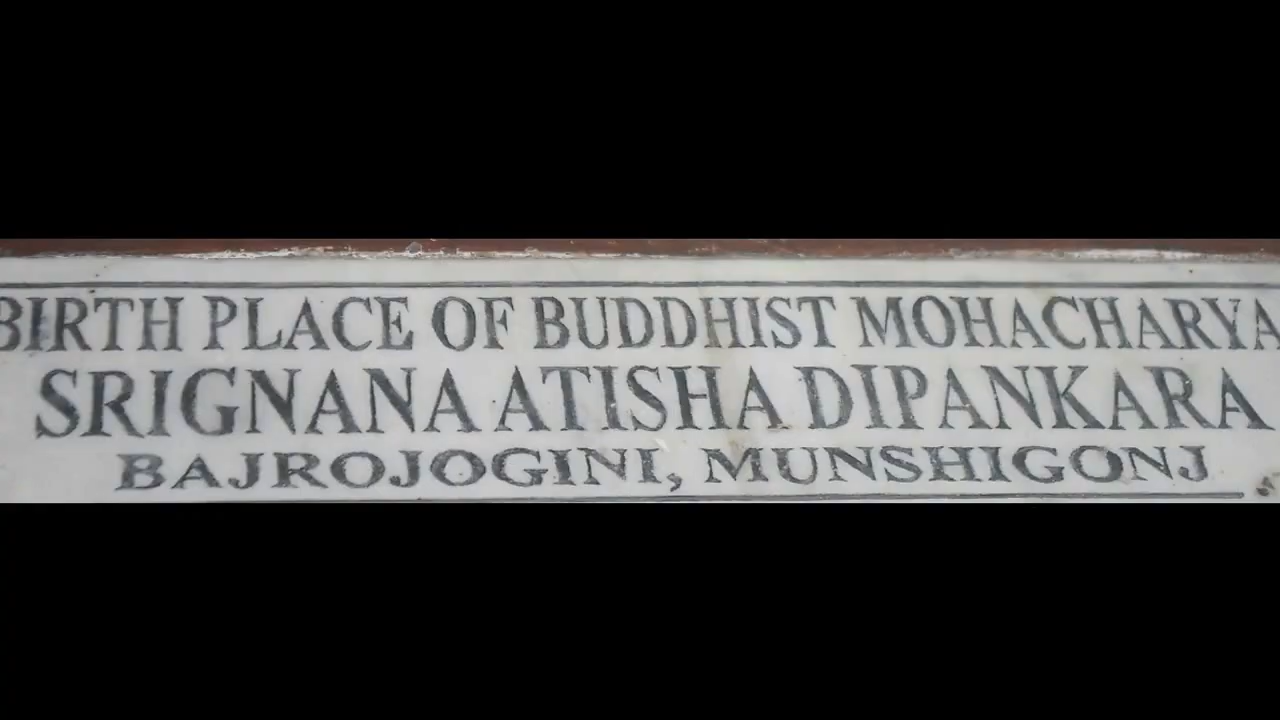 BIRTH PLACE OF BUDDHIST MOHACHARYA
SRIGNANA ATISHA DIPANKARA
BAJROJOGINI, MUNSHIGONJ